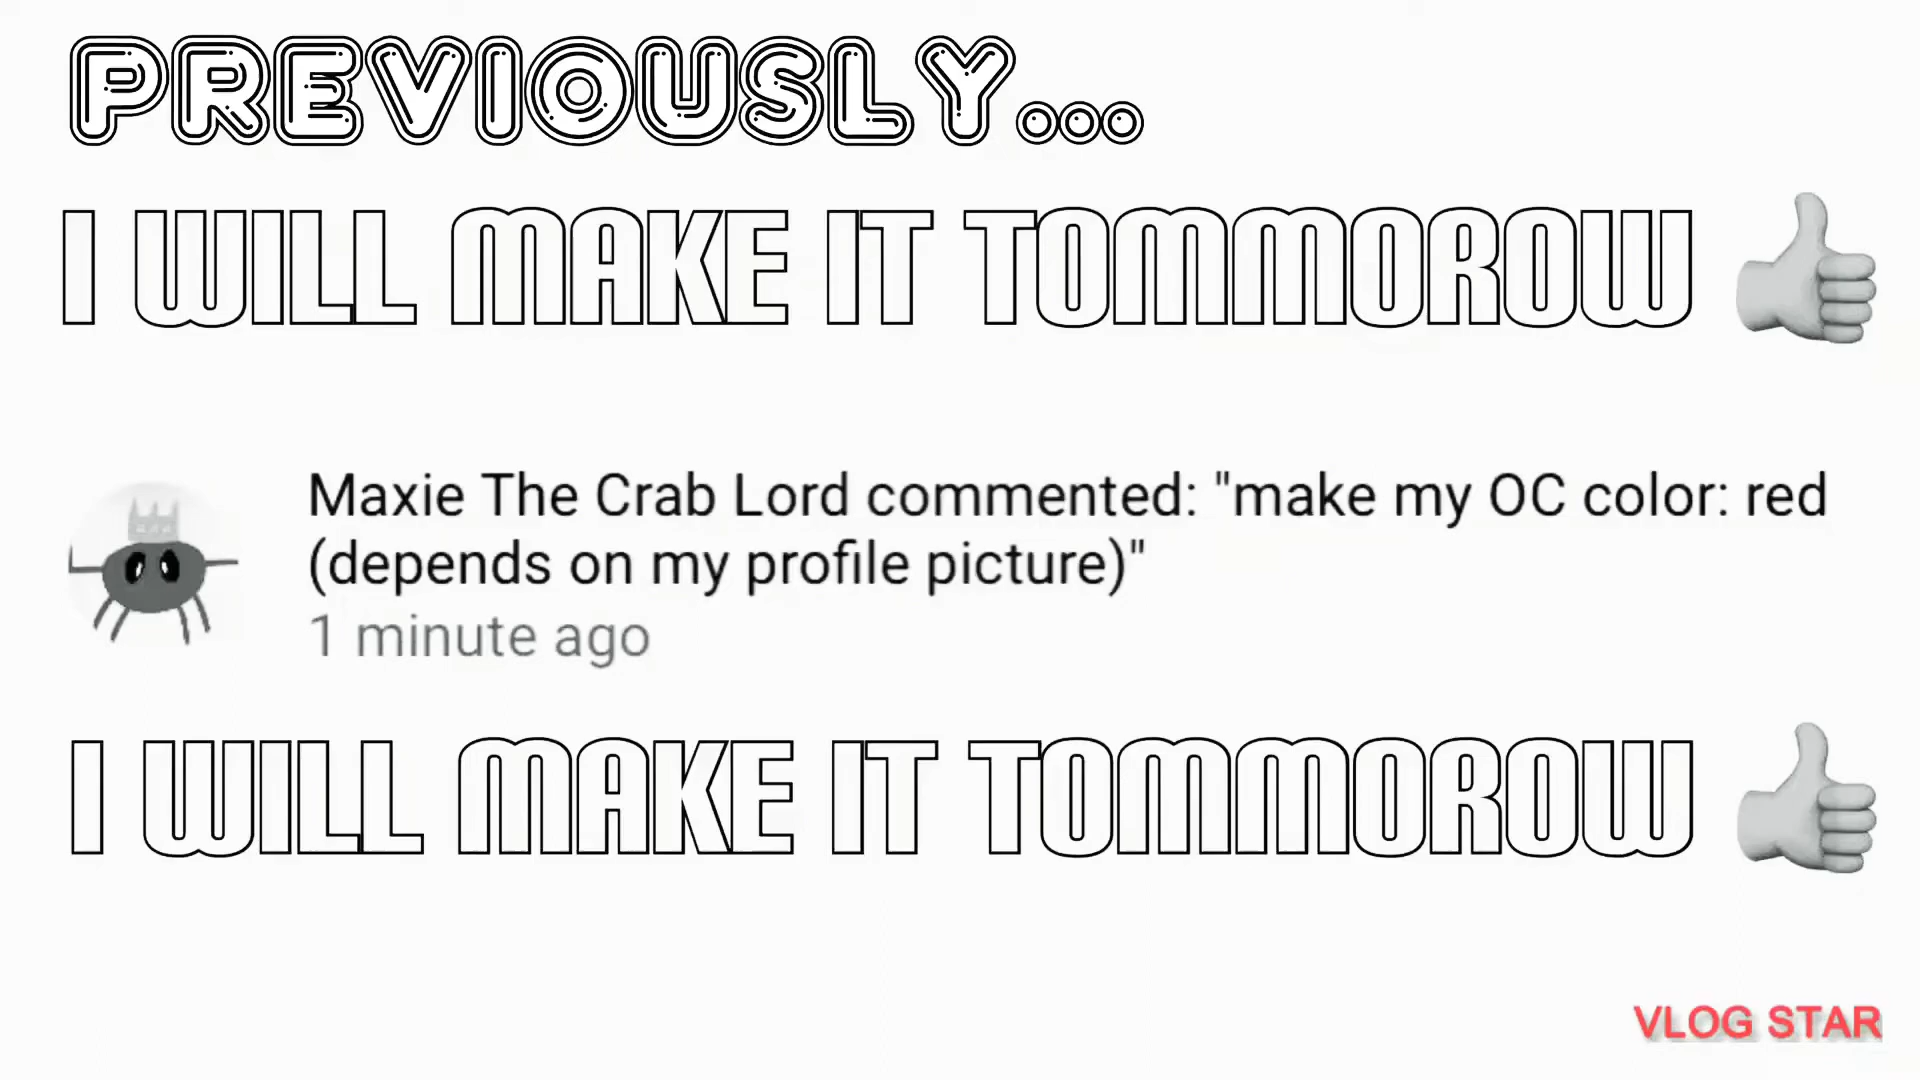 PREVIOUSLY...
I WILL MAKE IT TOMMOROW 👍
Maxie The Crab Lord commented: "make my OC color: red
(depends on my profile picture)"
1 minute ago
I WILL MAKE IT TOMMOROW 👍
VLOG STAR